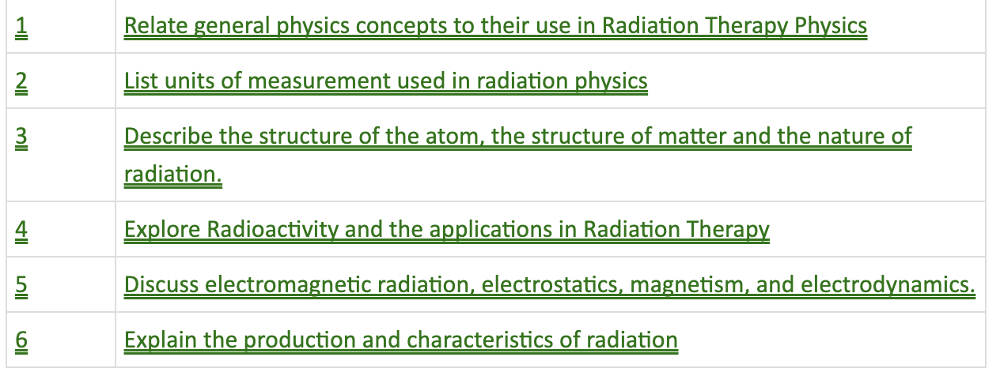 1 Relate general physics concepts to their use in Radiation Therapy Physics
2 List units of measurement used in radiation physics
3 Describe the structure of the atom, the structure of matter and the nature of
radiation.
4 Explore Radioactivity and the applications in Radiation Therapy
5 Discuss electromagnetic radiation, electrostatics, magnetism, and electrodynamics.
6 Explain the production and characteristics of radiation